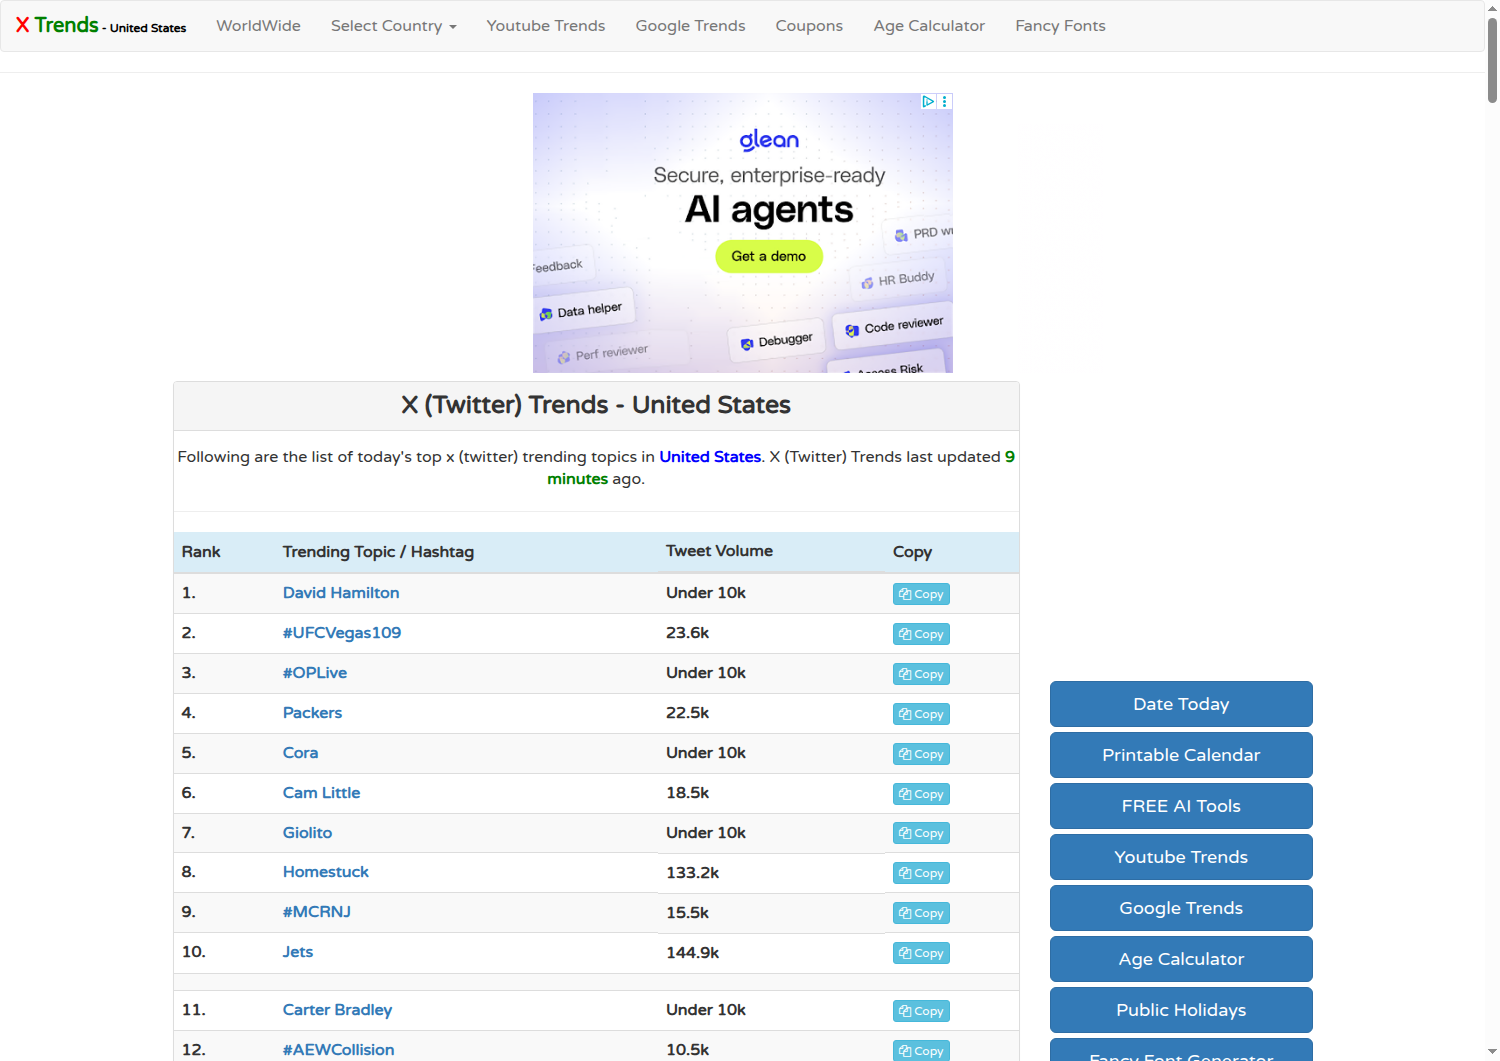 X Trends - United States
WorldWide
Select Country
Youtube Trends
Google Trends
Coupons
Age Calculator
Fancy Fonts
glean
Secure, enterprise-ready
AI agents
Get a demo
PRD
Feedback
HR Buddy
Data helper
Code reviewer
Debugger
Perf reviewer
Access Risk
X (Twitter) Trends - United States
Following are the list of today's top x (twitter) trending topics in United States. X (Twitter) Trends last updated 9
minutes ago.
Rank Trending Topic / Hashtag Tweet Volume Copy
1. David Hamilton Under 10k Copy
2. #UFCVegas109 23.6k Copy
3. #OPLive Under 10k Copy
4. Packers 22.5k Copy
5. Cora Under 10k Copy
6. Cam Little 18.5k Copy
7. Giolito Under 10k Copy
8. Homestuck 133.2k Copy
9. #MCRNJ 15.5k Copy
10. Jets 144.9k Copy
11. Carter Bradley Under 10k Copy
12. #AEWCollision 10.5k Copy
Date Today
Printable Calendar
FREE AI Tools
Youtube Trends
Google Trends
Age Calculator
Public Holidays
Fancy Font Generator